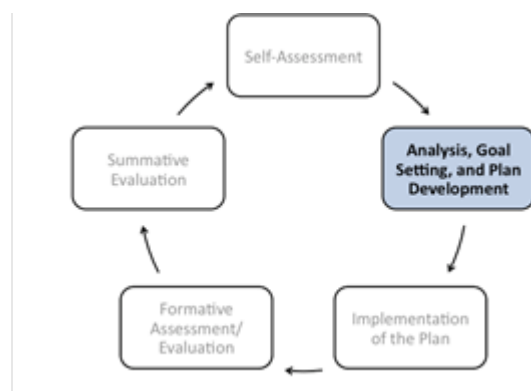 Self-Assessment
Analysis, Goal
Setting, and Plan
Development
Implementation
of the Plan
Formative
Assessment/
Evaluation
Summative
Evaluation